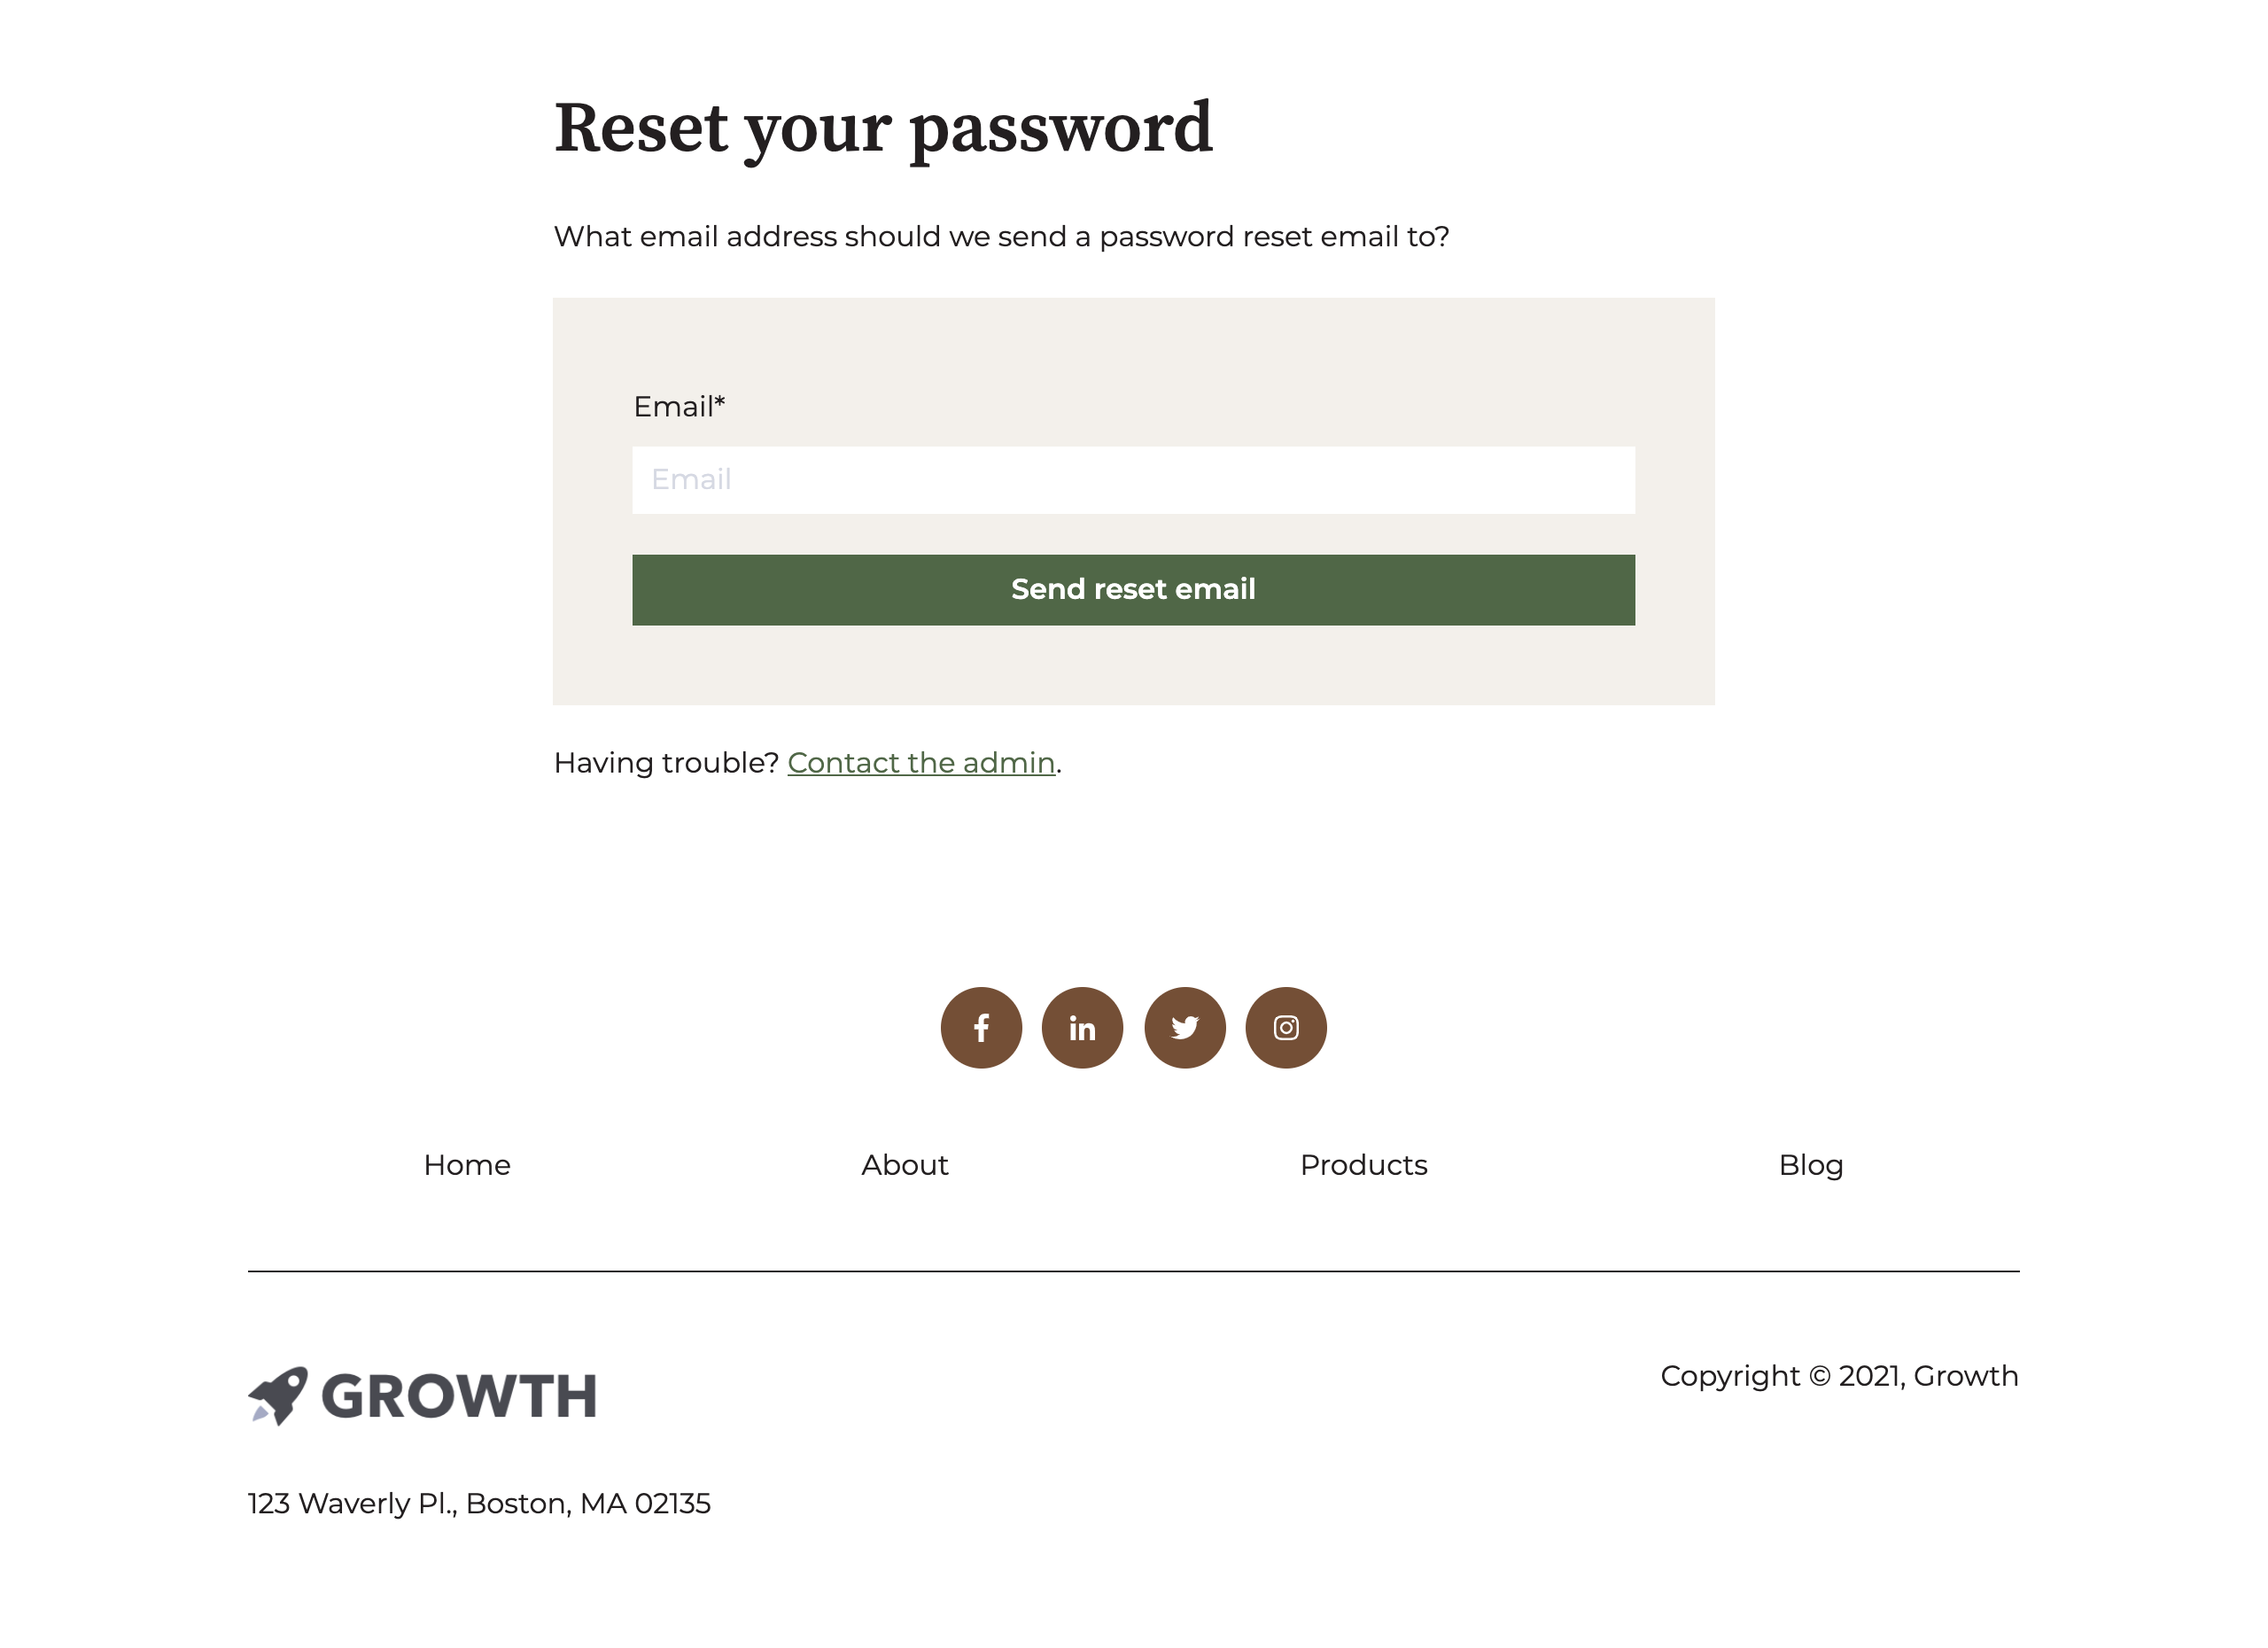 Reset your password
What email address should we send a password reset email to?
Email*
Email
Send reset email
Having trouble? Contact the admin.
Home About Products Blog
GROWTH
Copyright © 2021, Growth
123 Waverly Pl., Boston, MA 02135